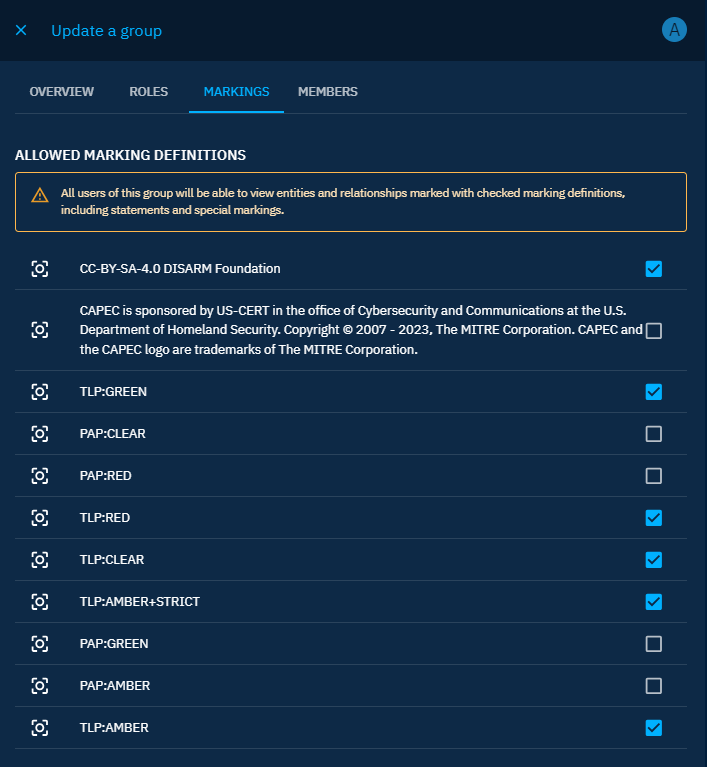 Update a group
A
OVERVIEW ROLES MARKINGS MEMBERS
ALLOWED MARKING DEFINITIONS
All users of this group will be able to view entities and relationships marked with checked marking definitions,
including statements and special markings.
CC-BY-SA-4.0 DISARM Foundation
CAPEC is sponsored by US-CERT in the office of Cybersecurity and Communications at the U.S.
Department of Homeland Security. Copyright © 2007 - 2023, The MITRE Corporation. CAPEC and
the CAPEC logo are trademarks of The MITRE Corporation.
TLP:GREEN
PAP:CLEAR
PAP:RED
TLP:RED
TLP:CLEAR
TLP:AMBER+STRICT
PAP:GREEN
PAP:AMBER
TLP:AMBER